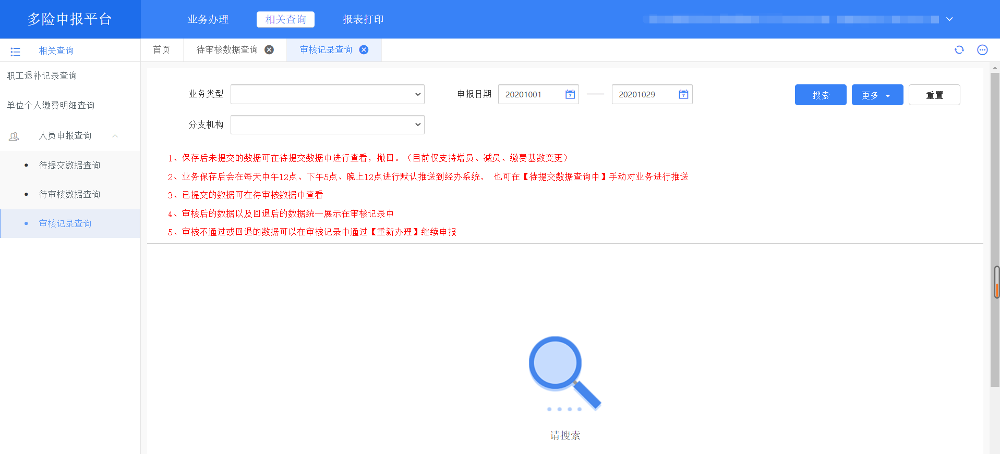 多险申报平台
业务办理 相关查询 报表打印
相关查询
首页 待审核数据查询 审核记录查询
职工退补记录查询
单位个人缴费明细查询
人员申报查询
待提交数据查询
待审核数据查询
审核记录查询
业务类型 申报日期 20201001 20201029 搜索 更多 重置
分支机构
1、保存后未提交的数据可在待提交数据中进行查看，撤回。（目前仅支持增员、减员、缴费基数变更）
2、业务保存后会在每天中午12点、下午5点、晚上12点进行默认推送到经办系统， 也可在【待提交数据查询中】手动对业务进行推送
3、已提交的数据可在待审核数据中查看
4、审核后的数据以及回退后的数据统一展示在审核记录中
5、审核不通过或回退的数据可以在审核记录中通过【重新办理】继续申报
请搜索